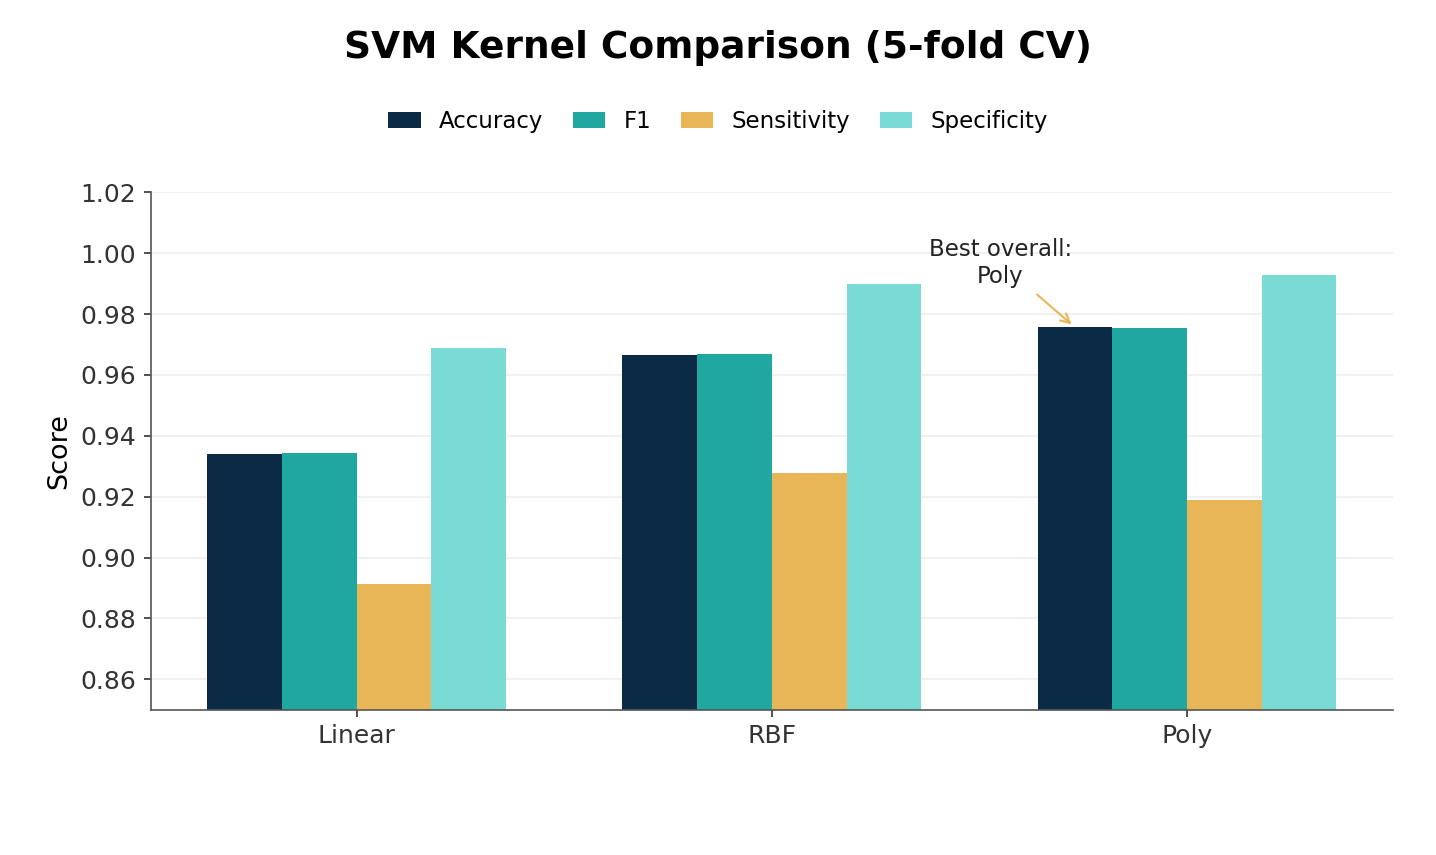 SVM Kernel Comparison (5-fold CV)
Accuracy F1 Sensitivity Specificity
1.02
1.00
0.98
0.96
0.94
0.92
0.90
0.88
0.86
Score
Best overall:
Poly
Linear RBF Poly